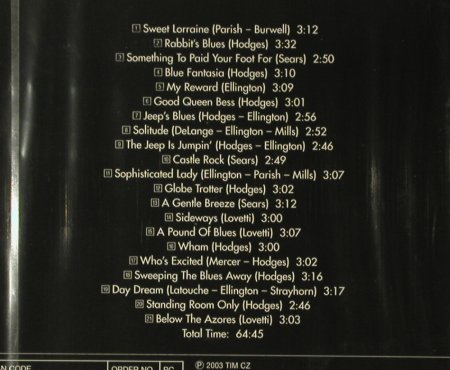 1 Sweet Lorraine (Parish – Burwell) 3:12
2 Rabbit's Blues (Hodges) 3:32
3 Something To Paid Your Foot For (Sears) 2:50
4 Blue Fantasia (Hodges) 3:10
5 My Reward (Ellington) 3:09
6 Good Queen Bess (Hodges) 3:01
7 Jeep's Blues (Hodges – Ellington) 2:56
8 Solitude (DeLange – Ellington – Mills) 2:52
9 The Jeep Is Jumpin' (Hodges – Ellington) 2:46
10 Castle Rock (Sears) 2:49
11 Sophisticated Lady (Ellington – Parish – Mills) 3:07
12 Globe Trotter (Hodges) 3:02
13 A Gentle Breeze (Sears) 3:12
14 Sideways (Lovetti) 3:00
15 A Pound Of Blues (Lovetti) 3:07
16 Wham (Hodges) 3:00
17 Who's Excited (Mercer – Hodges) 3:02
18 Sweeping The Blues Away (Hodges) 3:16
19 Day Dream (Latouche – Ellington – Strayhorn) 3:17
20 Standing Room Only (Hodges) 2:46
21 Below The Azores (Lovetti) 3:03
Total Time: 64:45
℗ 2003 TIM CZ
CODE ORDER NO. PC